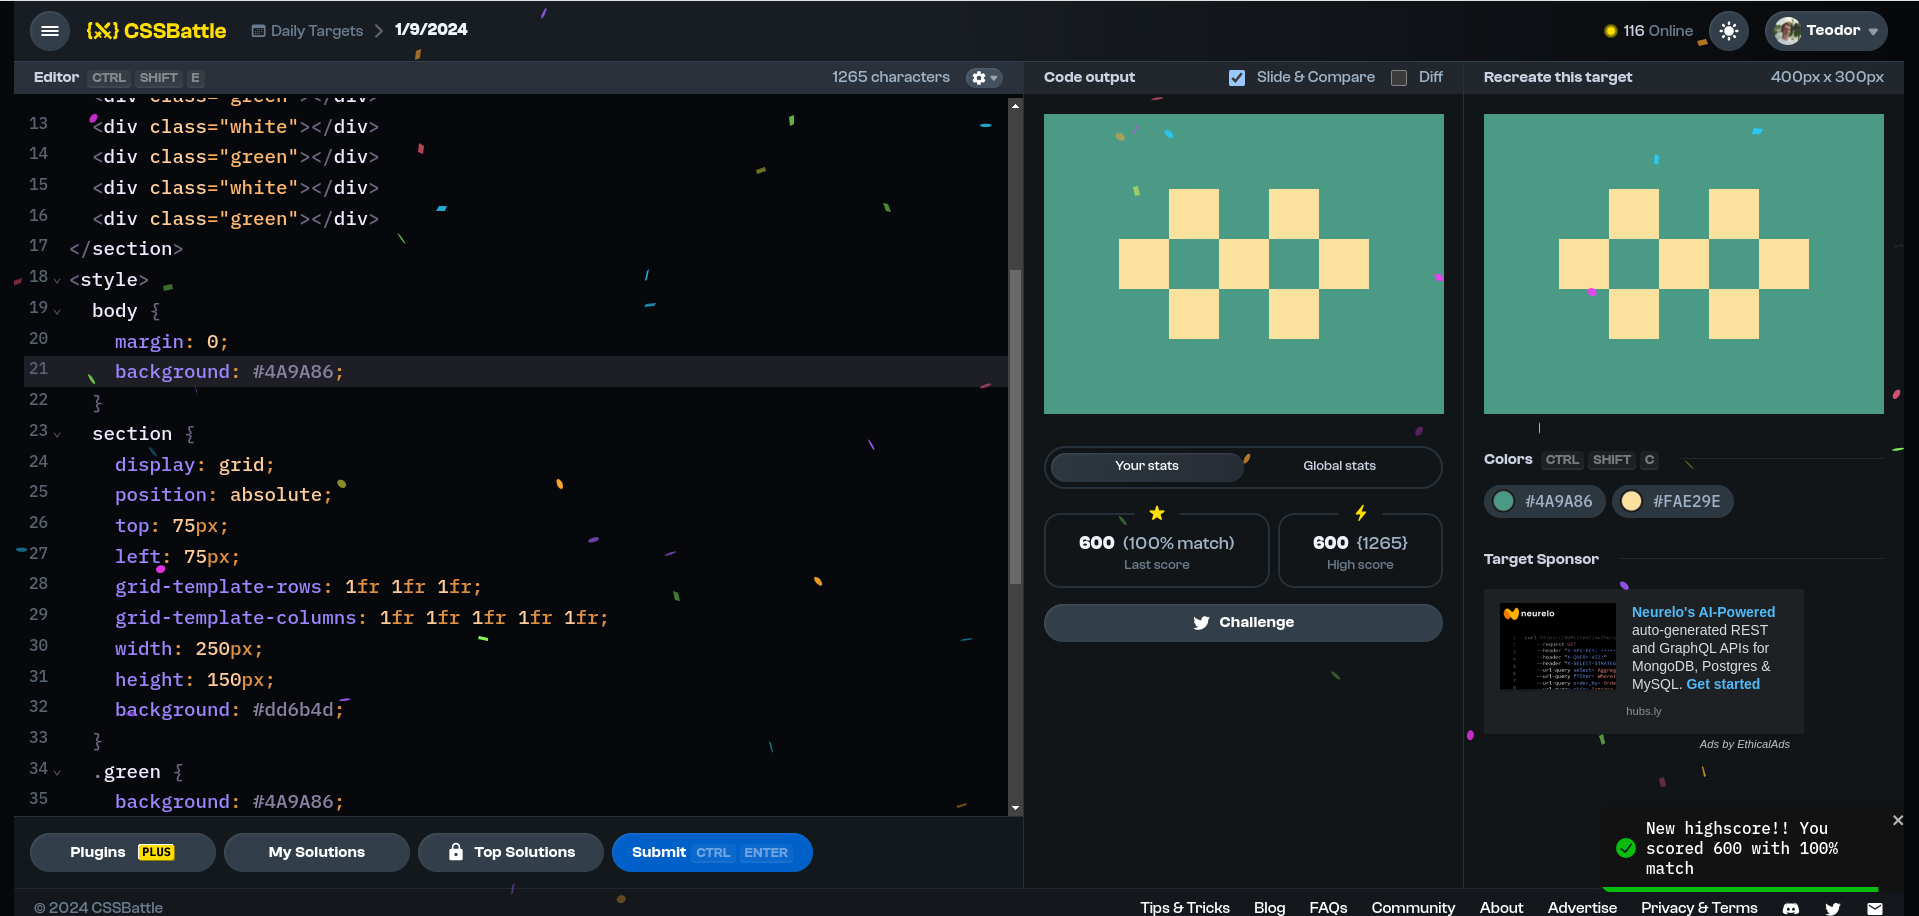 CSSBattle
Daily Targets
1/9/2024
116 Online
Teodor
Editor CTRL SHIFT E
1265 characters
Code output
Slide & Compare
Diff
Recreate this target
400px x 300px
<div class="green"></div>
13 <div class="white"></div>
14 <div class="green"></div>
15 <div class="white"></div>
16 <div class="green"></div>
17 </section>
18 <style>
19 body {
20 margin: 0;
21 background: #4A9A86;
22 }
23 section {
24 display: grid;
25 position: absolute;
26 top: 75px;
27 left: 75px;
28 grid-template-rows: 1fr 1fr 1fr;
29 grid-template-columns: 1fr 1fr 1fr 1fr 1fr;
30 width: 250px;
31 height: 150px;
32 background: #dd6b4d;
33 }
34 .green {
35 background: #4A9A86;
Your stats
Global stats
600 (100% match)
Last score
600 {1265}
High score
Challenge
Colors CTRL SHIFT C
#4A9A86
#FAE29E
Target Sponsor
neurelo
Neurelo's AI-Powered
auto-generated REST
and GraphQL APIs for
MongoDB, Postgres &
MySQL. Get started
hubs.ly
Ads by EthicalAds
Plugins PLUS
My Solutions
Top Solutions
Submit CTRL ENTER
New highscore!! You
scored 600 with 100%
match
© 2024 CSSBattle
Tips & Tricks
Blog
FAQs
Community
About
Advertise
Privacy & Terms